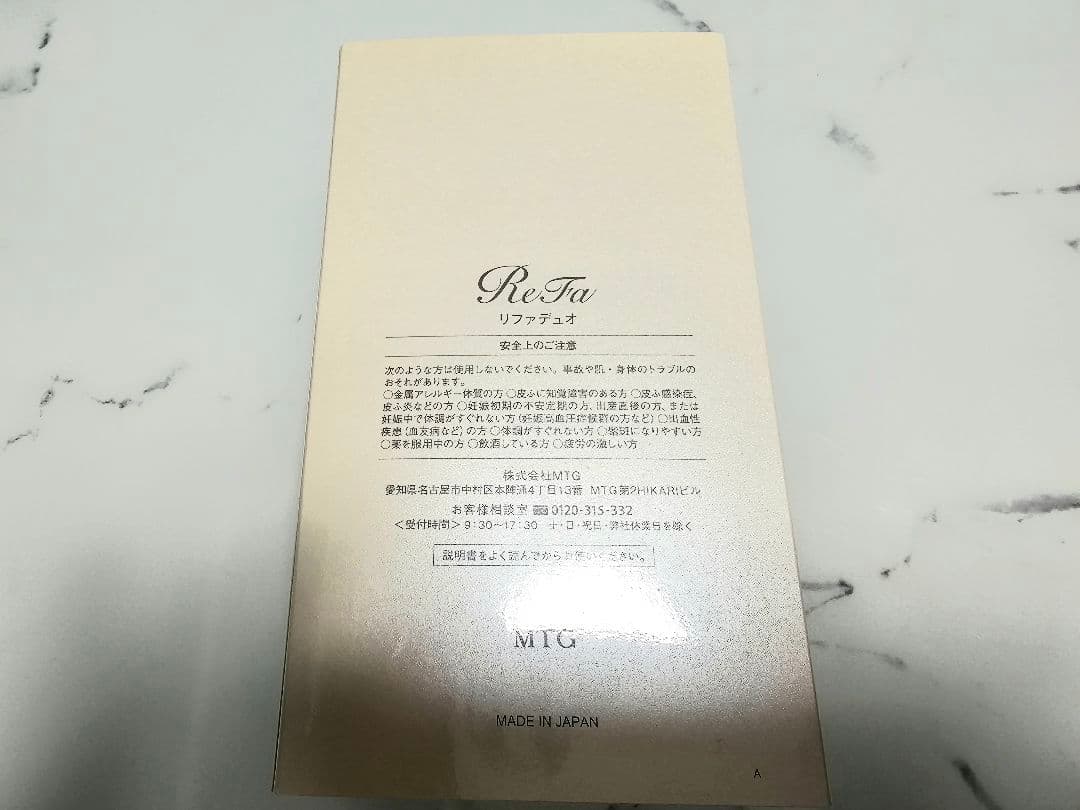 ReFa
リファデュオ
安全上のご注意
次のような方は使用しないでください。事故や肌・身体のトラブルの
おそれがあります。
○金属アレルギー体質の方 ○皮ふに知覚障害のある方 ○皮ふ感染症、
皮ふ炎などの方 ○妊娠初期の不安定期の方、出産直後の方、または
妊娠中で体調がすぐれない方(妊娠高血圧症候群の方など) ○出血性
疾患(血友病など)の方 ○体調がすぐれない方 ○紫斑になりやすい方
○薬を服用中の方 ○飲酒している方 ○疲労の激しい方
株式会社MTG
愛知県名古屋市中村区本陣通4丁目13番 MTG第2HIKARIビル
お客様相談室 0120-315-332
<受付時間> 9:30~17:30 土・日・祝日・弊社休業日を除く
説明書をよく読んでからお使いください。
MTG
MADE IN JAPAN
A